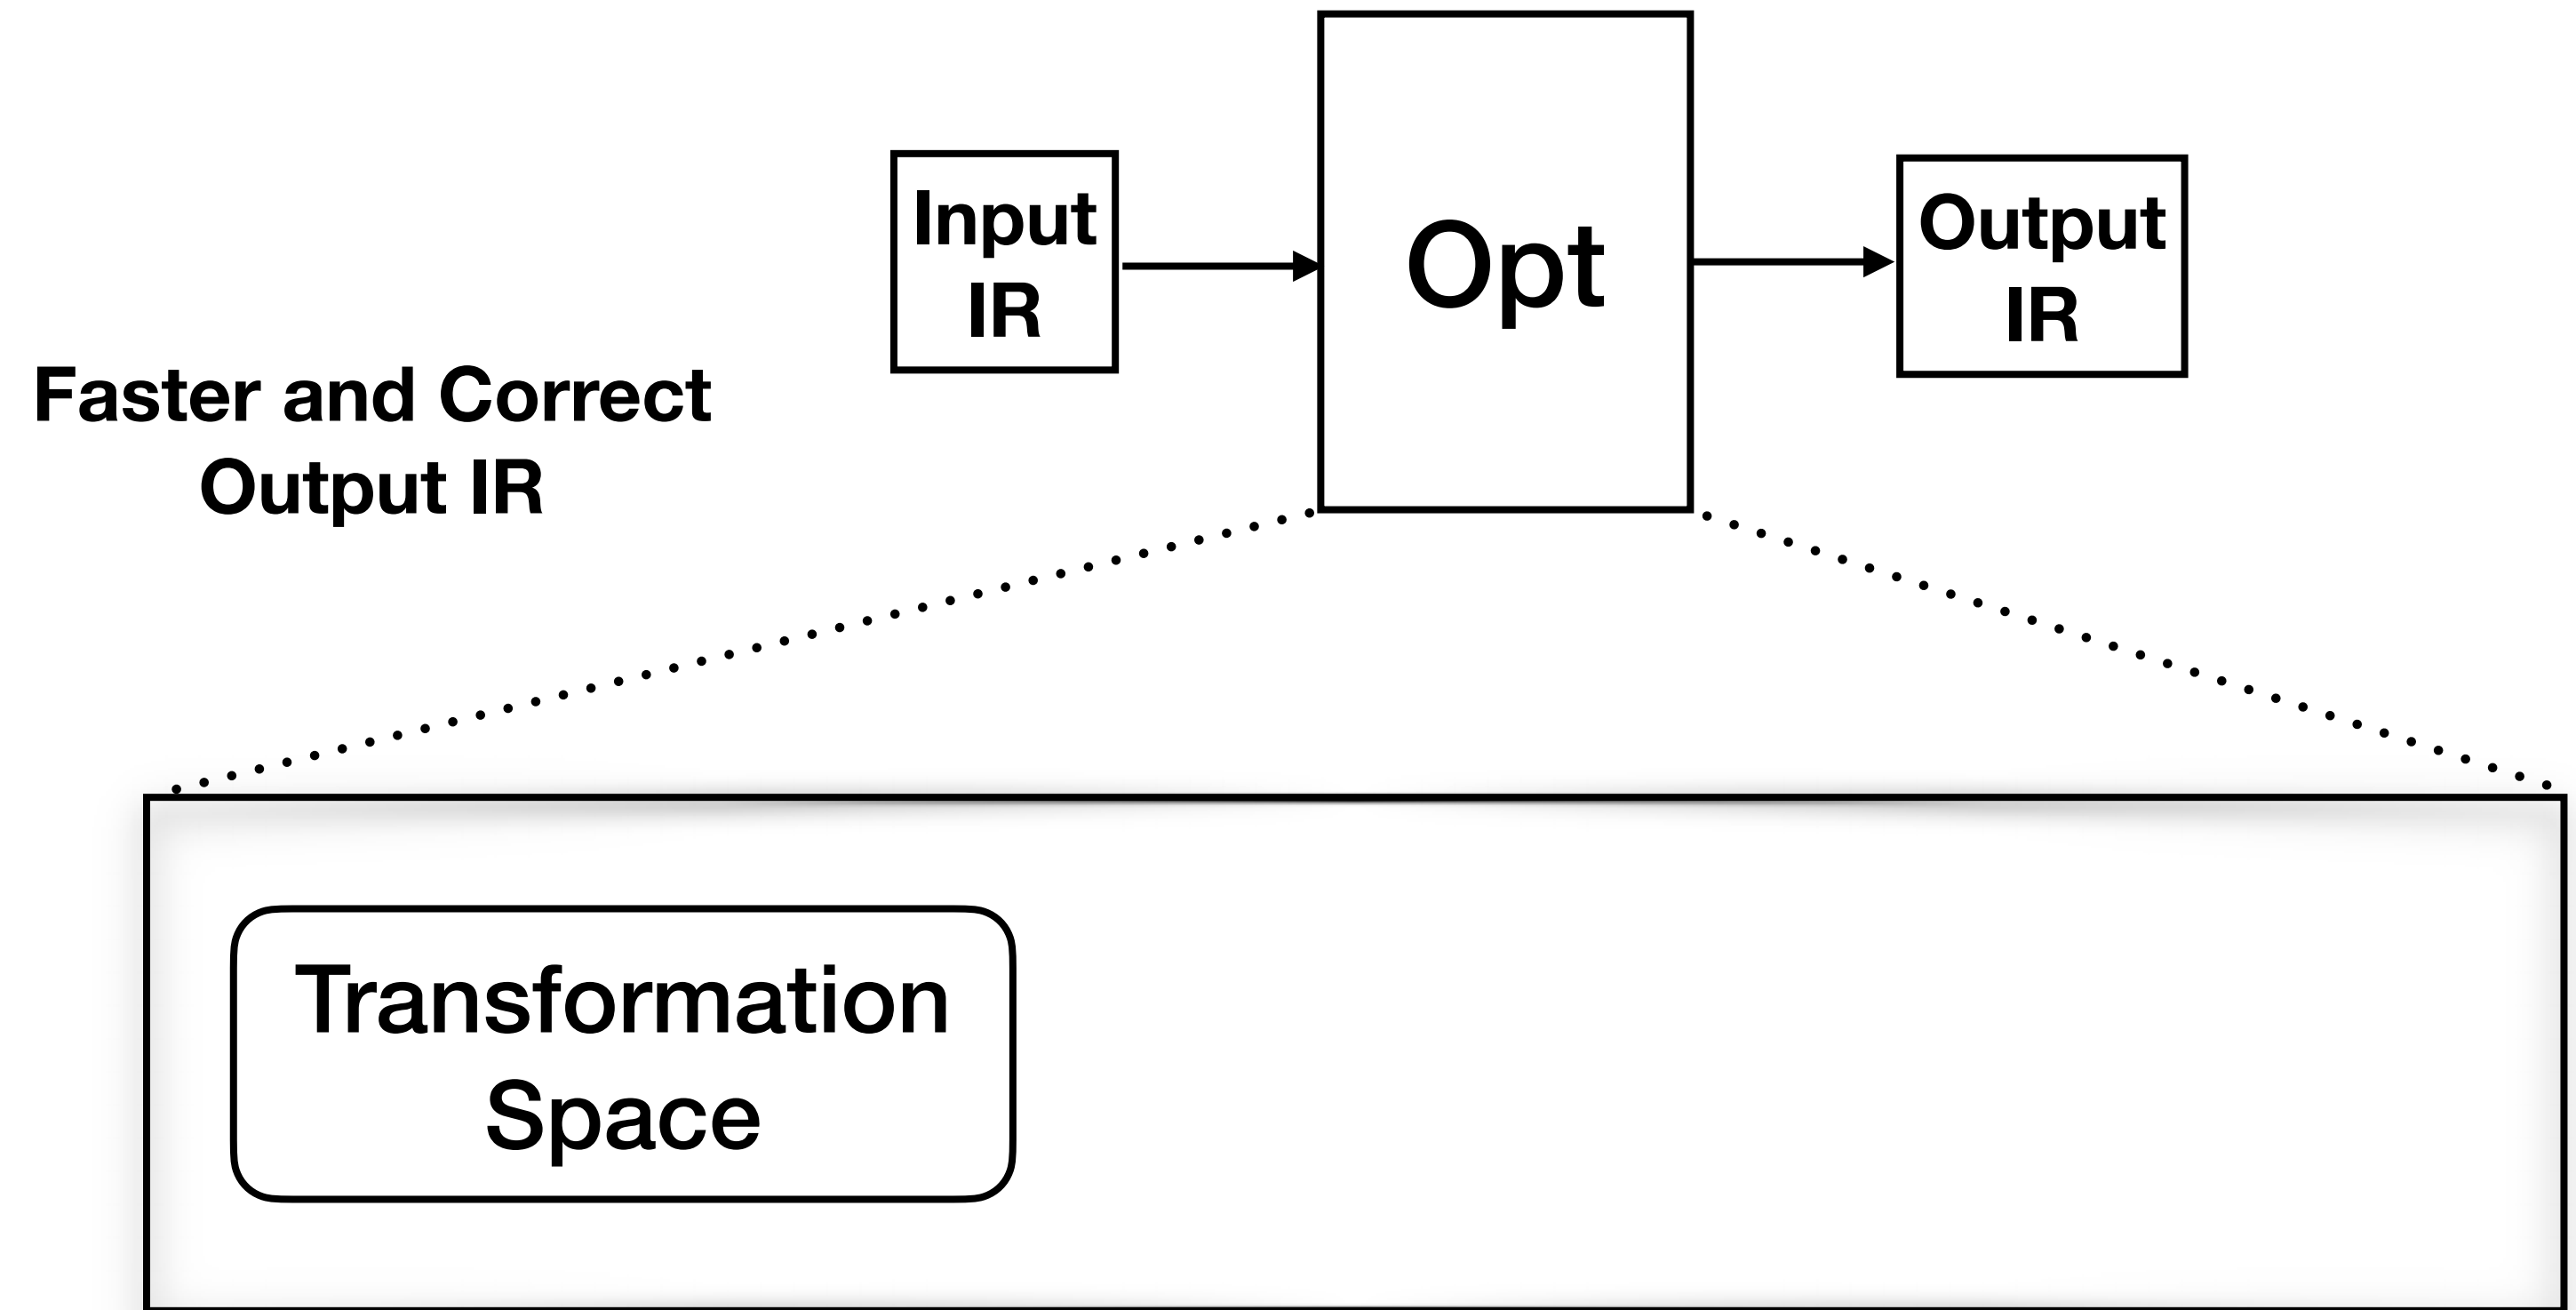 Input
IR
Opt
Output
IR
Faster and Correct
Output IR
Transformation
Space